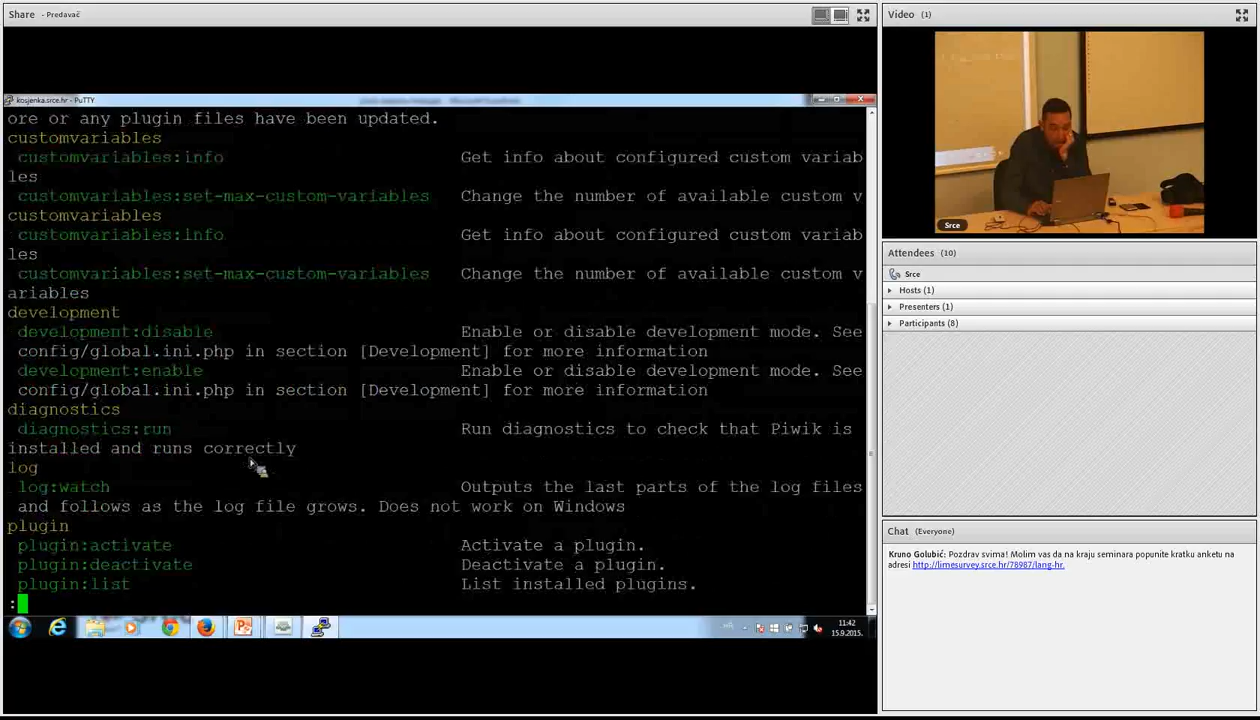 Share - Predavač
kosjenka.srce.hr - PuTTY
ore or any plugin files have been updated.
customvariables
customvariables:info Get info about configured custom variab
les
customvariables:set-max-custom-variables Change the number of available custom v
customvariables
customvariables:info Get info about configured custom variab
les
customvariables:set-max-custom-variables Change the number of available custom v
ariables
development
development:disable Enable or disable development mode. See
config/global.ini.php in section [Development] for more information
development:enable Enable or disable development mode. See
config/global.ini.php in section [Development] for more information
diagnostics
diagnostics:run Run diagnostics to check that Piwik is
installed and runs correctly
log
log:watch Outputs the last parts of the log files
and follows as the log file grows. Does not work on Windows
plugin
plugin:activate Activate a plugin.
plugin:deactivate Deactivate a plugin.
plugin:list List installed plugins.
:
11:42
15.9.2015.
Video (1)
Srce
Attendees (10)
Srce
Hosts (1)
Presenters (1)
Participants (8)
Chat (Everyone)
Kruno Golubić: Pozdrav svima! Molim vas da na kraju seminara popunite kratku anketu na
adresi http://limesurvey.srce.hr/78987/lang-hr.